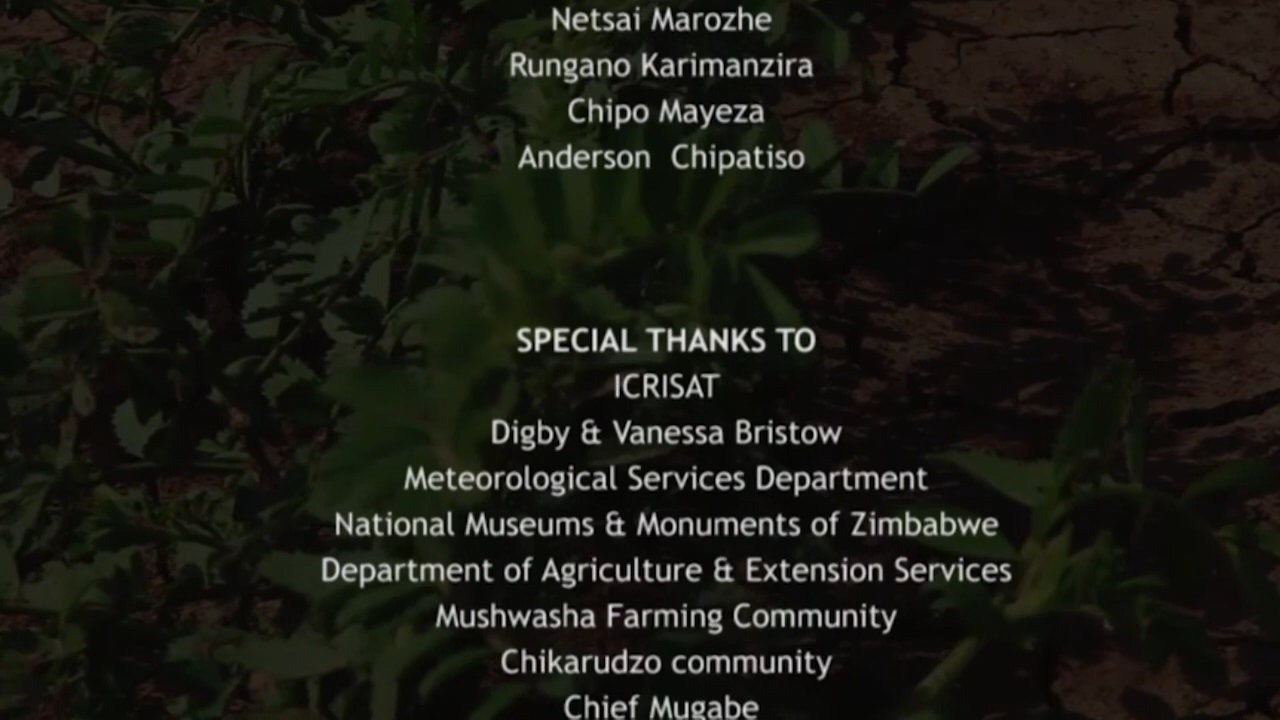 Netsai Marozhe
Rungano Karimanzira
Chipo Mayeza
Anderson  Chipatiso
SPECIAL THANKS TO
ICRISAT
Digby & Vanessa Bristow
Meteorological Services Department
National Museums & Monuments of Zimbabwe
Department of Agriculture & Extension Services
Mushwasha Farming Community
Chikarudzo community
Chief Mugabe